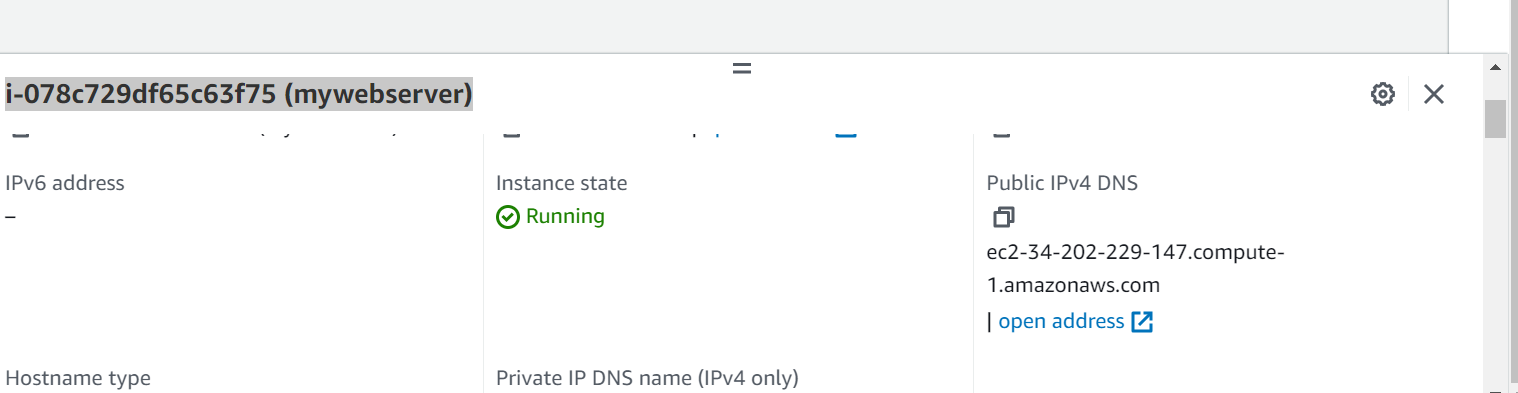 i-078c729df65c63f75 (mywebserver)
IPv6 address
–
Instance state
Running
Public IPv4 DNS
ec2-34-202-229-147.compute-
1.amazonaws.com
| open address
Hostname type
Private IP DNS name (IPv4 only)